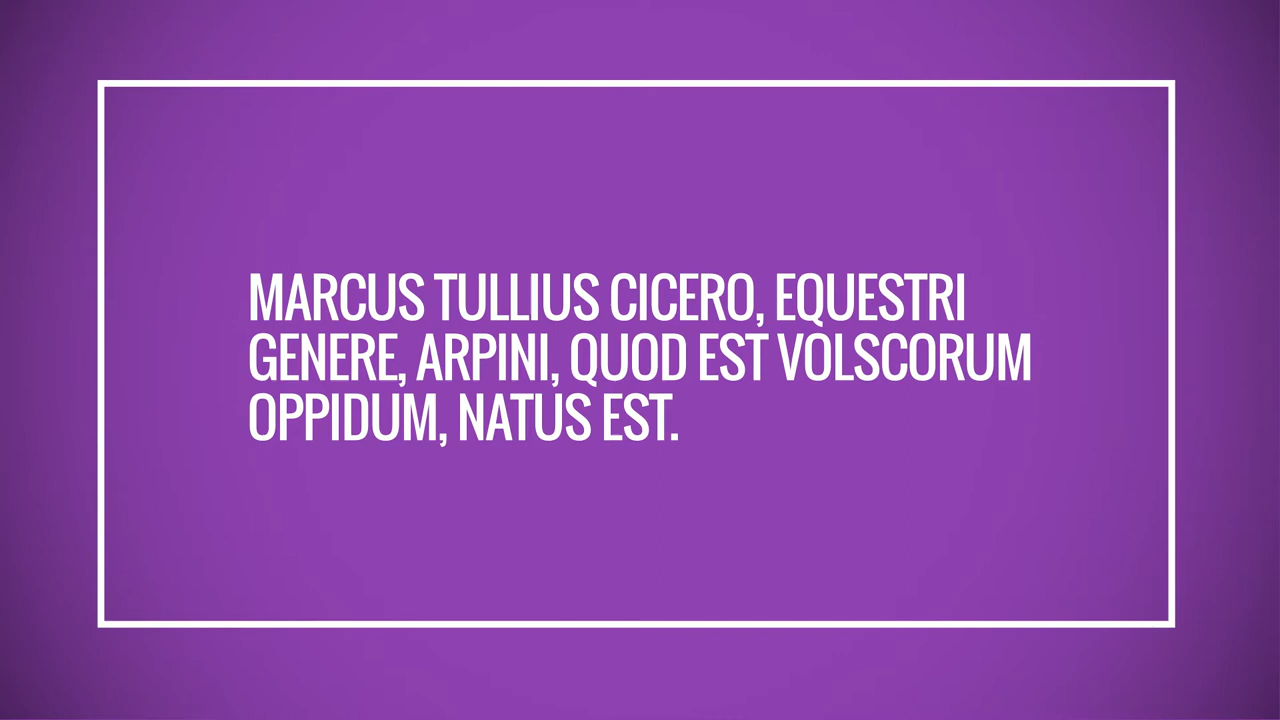 MARCUS TULLIUS CICERO, EQUESTRI
GENERE, ARPINI, QUOD EST VOLSCORUM
OPPIDUM, NATUS EST.